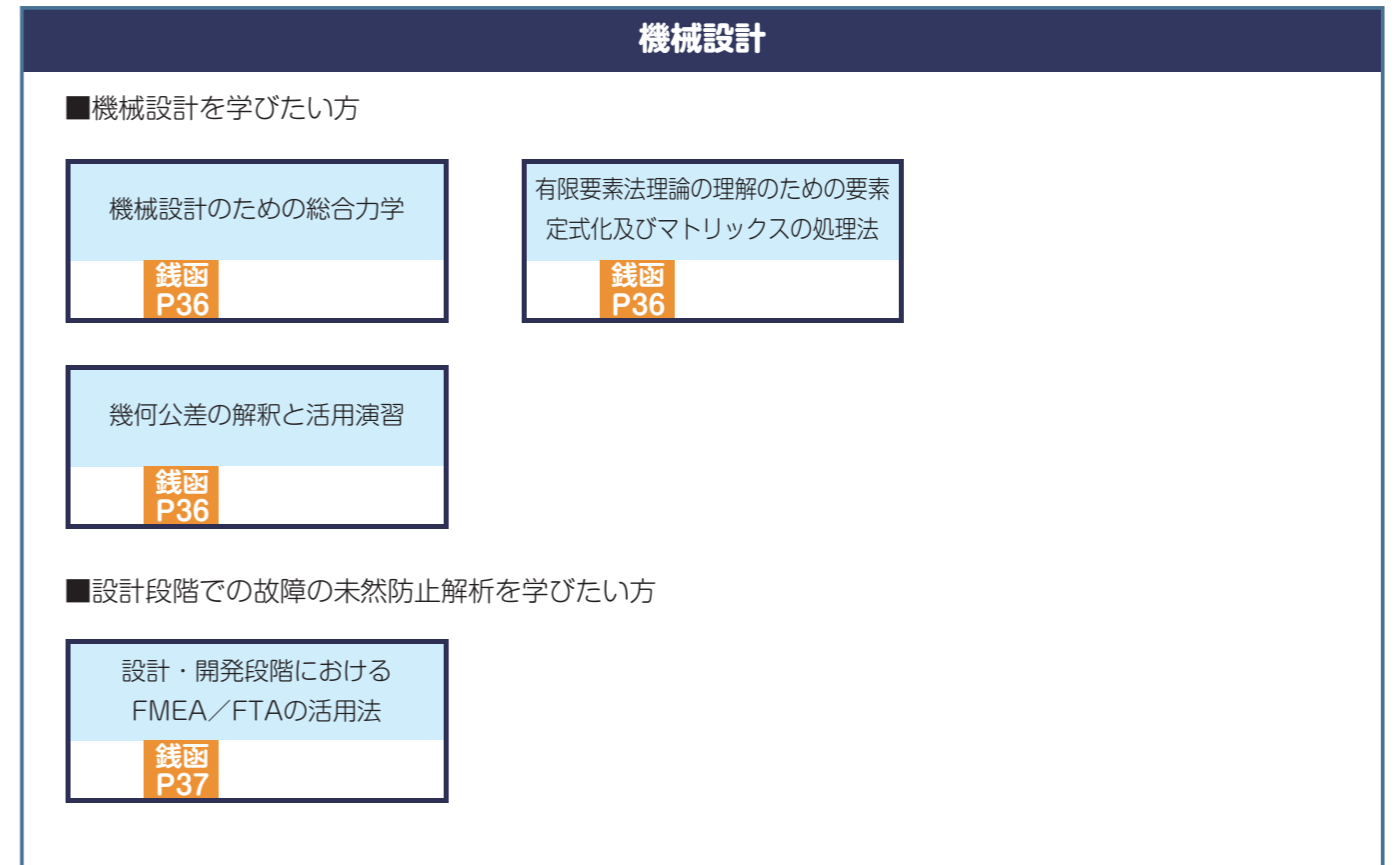 機械設計
■機械設計を学びたい方
機械設計のための総合力学
銭函
P36
有限要素法理論の理解のための要素
定式化及びマトリックスの処理法
銭函
P36
幾何公差の解釈と活用演習
銭函
P36
■設計段階での故障の未然防止解析を学びたい方
設計・開発段階における
FMEA／FTAの活用法
銭函
P37